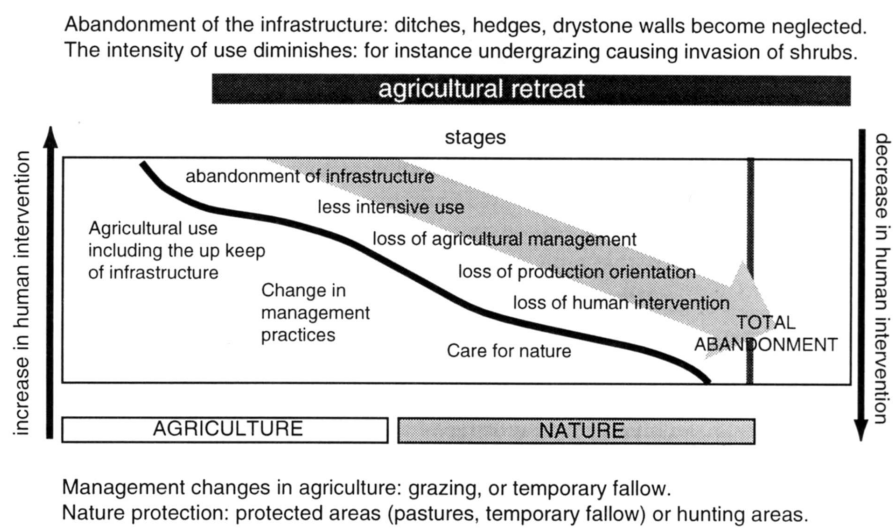 Abandonment of the infrastructure: ditches, hedges, drystone walls become neglected.
The intensity of use diminishes: for instance undergrazing causing invasion of shrubs.
agricultural retreat
stages
increase in human intervention
decrease in human intervention
abandonment of infrastructure
less intensive use
loss of agricultural management
loss of production orientation
loss of human intervention
TOTAL
ABANDONMENT
Agricultural use
including the up keep
of infrastructure
Change in
management
practices
Care for nature
AGRICULTURE
NATURE
Management changes in agriculture: grazing, or temporary fallow.
Nature protection: protected areas (pastures, temporary fallow) or hunting areas.